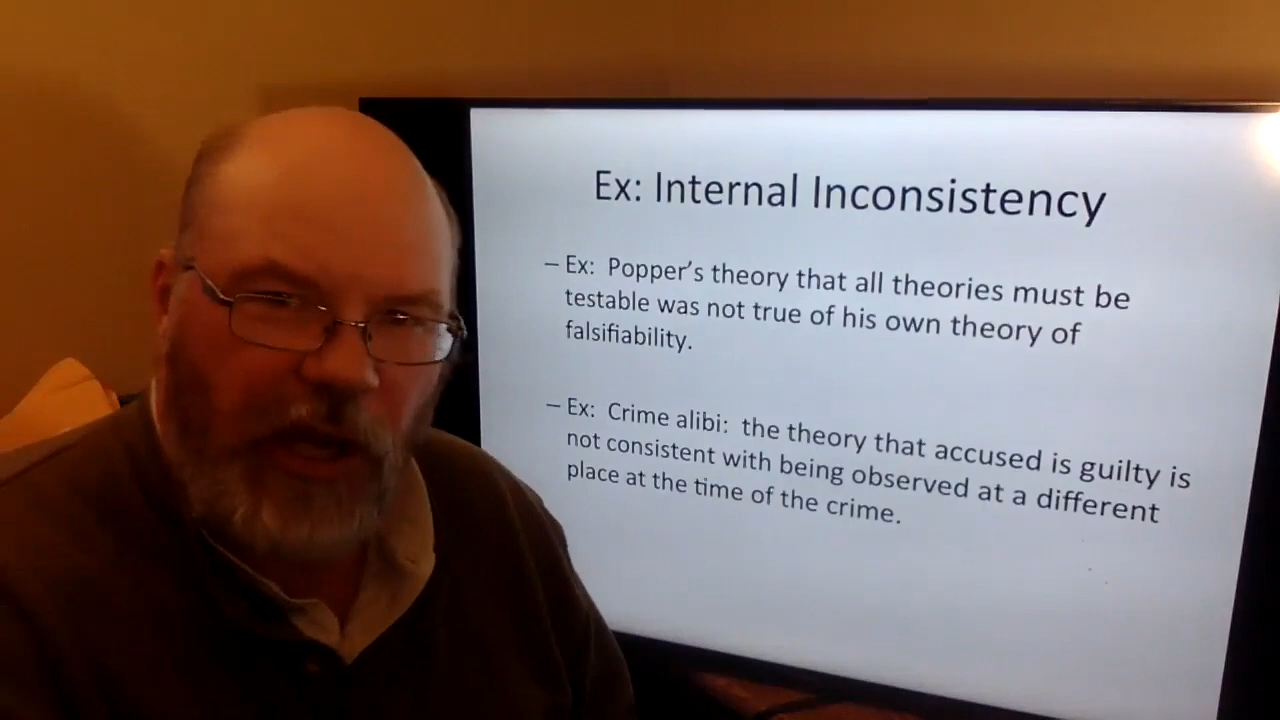 Ex: Internal Inconsistency
– Ex: Popper's theory that all theories must be
testable was not true of his own theory of
falsifiability.
– Ex: Crime alibi: the theory that accused is guilty is
not consistent with being observed at a different
place at the time of the crime.